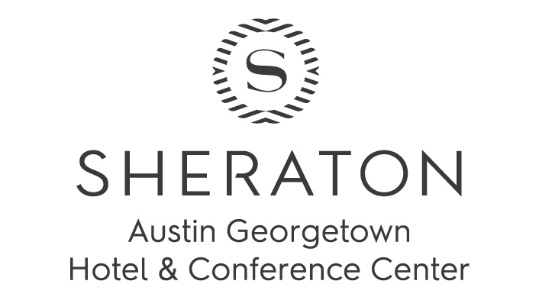 S
SHERATON
Austin Georgetown
Hotel & Conference Center